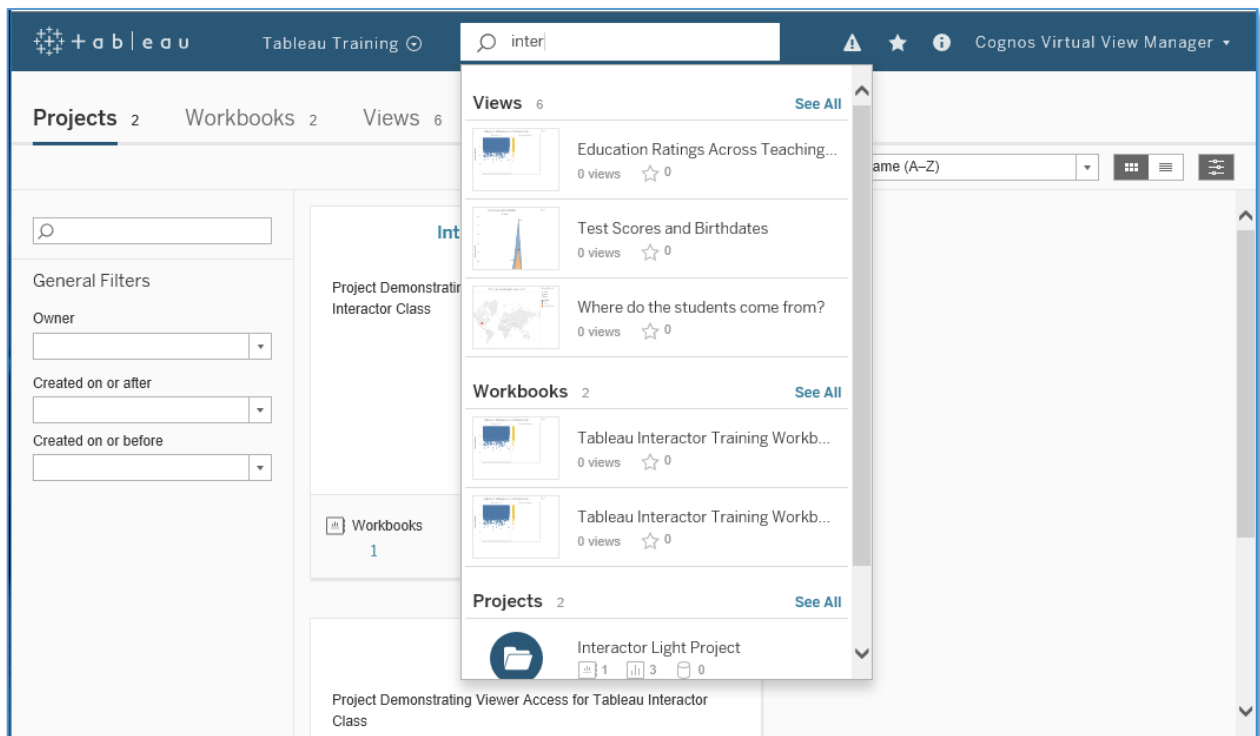 + a b | e a u
Tableau Training
inter
Cognos Virtual View Manager
Projects 2
Workbooks 2
Views 6
ame (A–Z)
General Filters
Owner
Created on or after
Created on or before
Int
Project Demonstratin
Interactor Class
Workbooks
1
Project Demonstrating Viewer Access for Tableau Interactor
Class
Views 6
See All
Education Ratings Across Teaching...
0 views 0
Test Scores and Birthdates
0 views 0
Where do the students come from?
0 views 0
Workbooks 2
See All
Tableau Interactor Training Workb...
0 views 0
Tableau Interactor Training Workb...
0 views 0
Projects 2
See All
Interactor Light Project
1 3 0